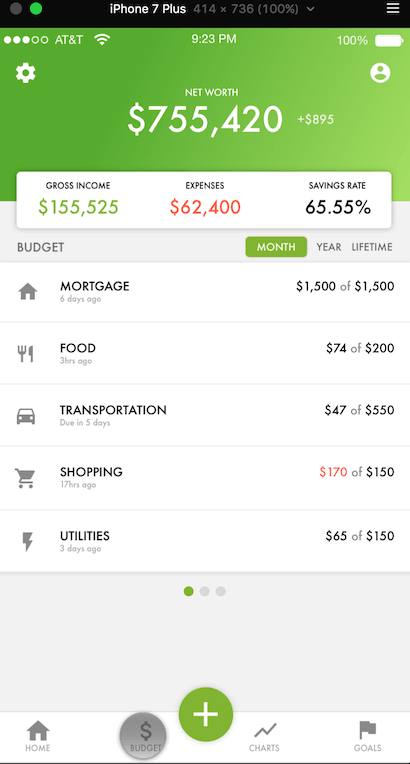 iPhone 7 Plus 414 × 736 (100%)
AT&T 9:23 PM 100%
NET WORTH
$755,420 +$895
GROSS INCOME EXPENSES SAVINGS RATE
$155,525 $62,400 65.55%
BUDGET MONTH YEAR LIFETIME
MORTGAGE $1,500 of $1,500
6 days ago
FOOD $74 of $200
3hrs ago
TRANSPORTATION $47 of $550
Due in 5 days
SHOPPING $170 of $150
17hrs ago
UTILITIES $65 of $150
3 days ago
HOME BUDGET CHARTS GOALS